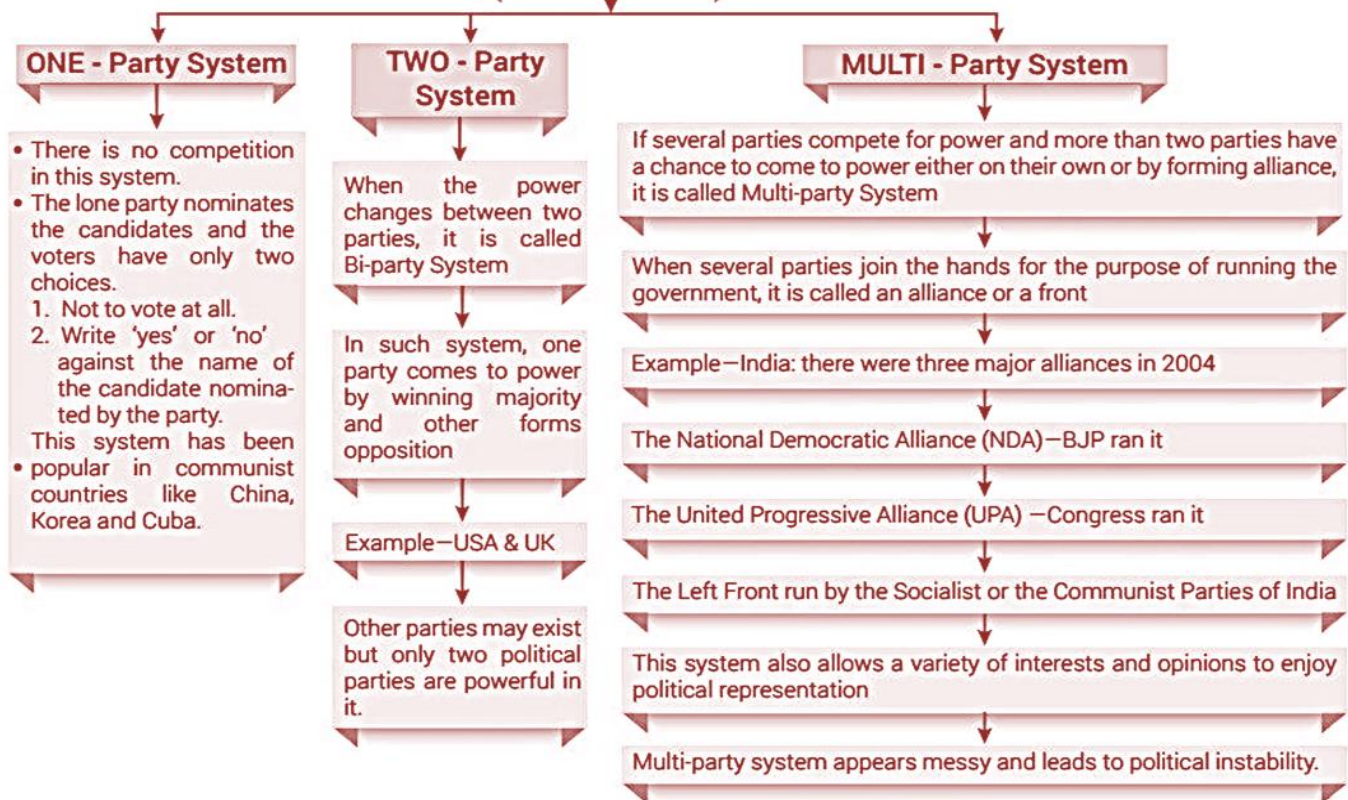 ONE - Party System
• There is no competition
in this system.
• The lone party nominates
the candidates and the
voters have only two
choices.
1. Not to vote at all.
2. Write ‘yes’ or ‘no’
against the name of
the candidate nomina-
ted by the party.
This system has been
• popular in communist
countries like China,
Korea and Cuba.
TWO - Party
System
When the power
changes between two
parties, it is called
Bi-party System
In such system, one
party comes to power
by winning majority
and other forms
opposition
Example—USA & UK
Other parties may exist
but only two political
parties are powerful in
it.
MULTI - Party System
If several parties compete for power and more than two parties have
a chance to come to power either on their own or by forming alliance,
it is called Multi-party System
When several parties join the hands for the purpose of running the
government, it is called an alliance or a front
Example—India: there were three major alliances in 2004
The National Democratic Alliance (NDA)—BJP ran it
The United Progressive Alliance (UPA) —Congress ran it
The Left Front run by the Socialist or the Communist Parties of India
This system also allows a variety of interests and opinions to enjoy
political representation
Multi-party system appears messy and leads to political instability.